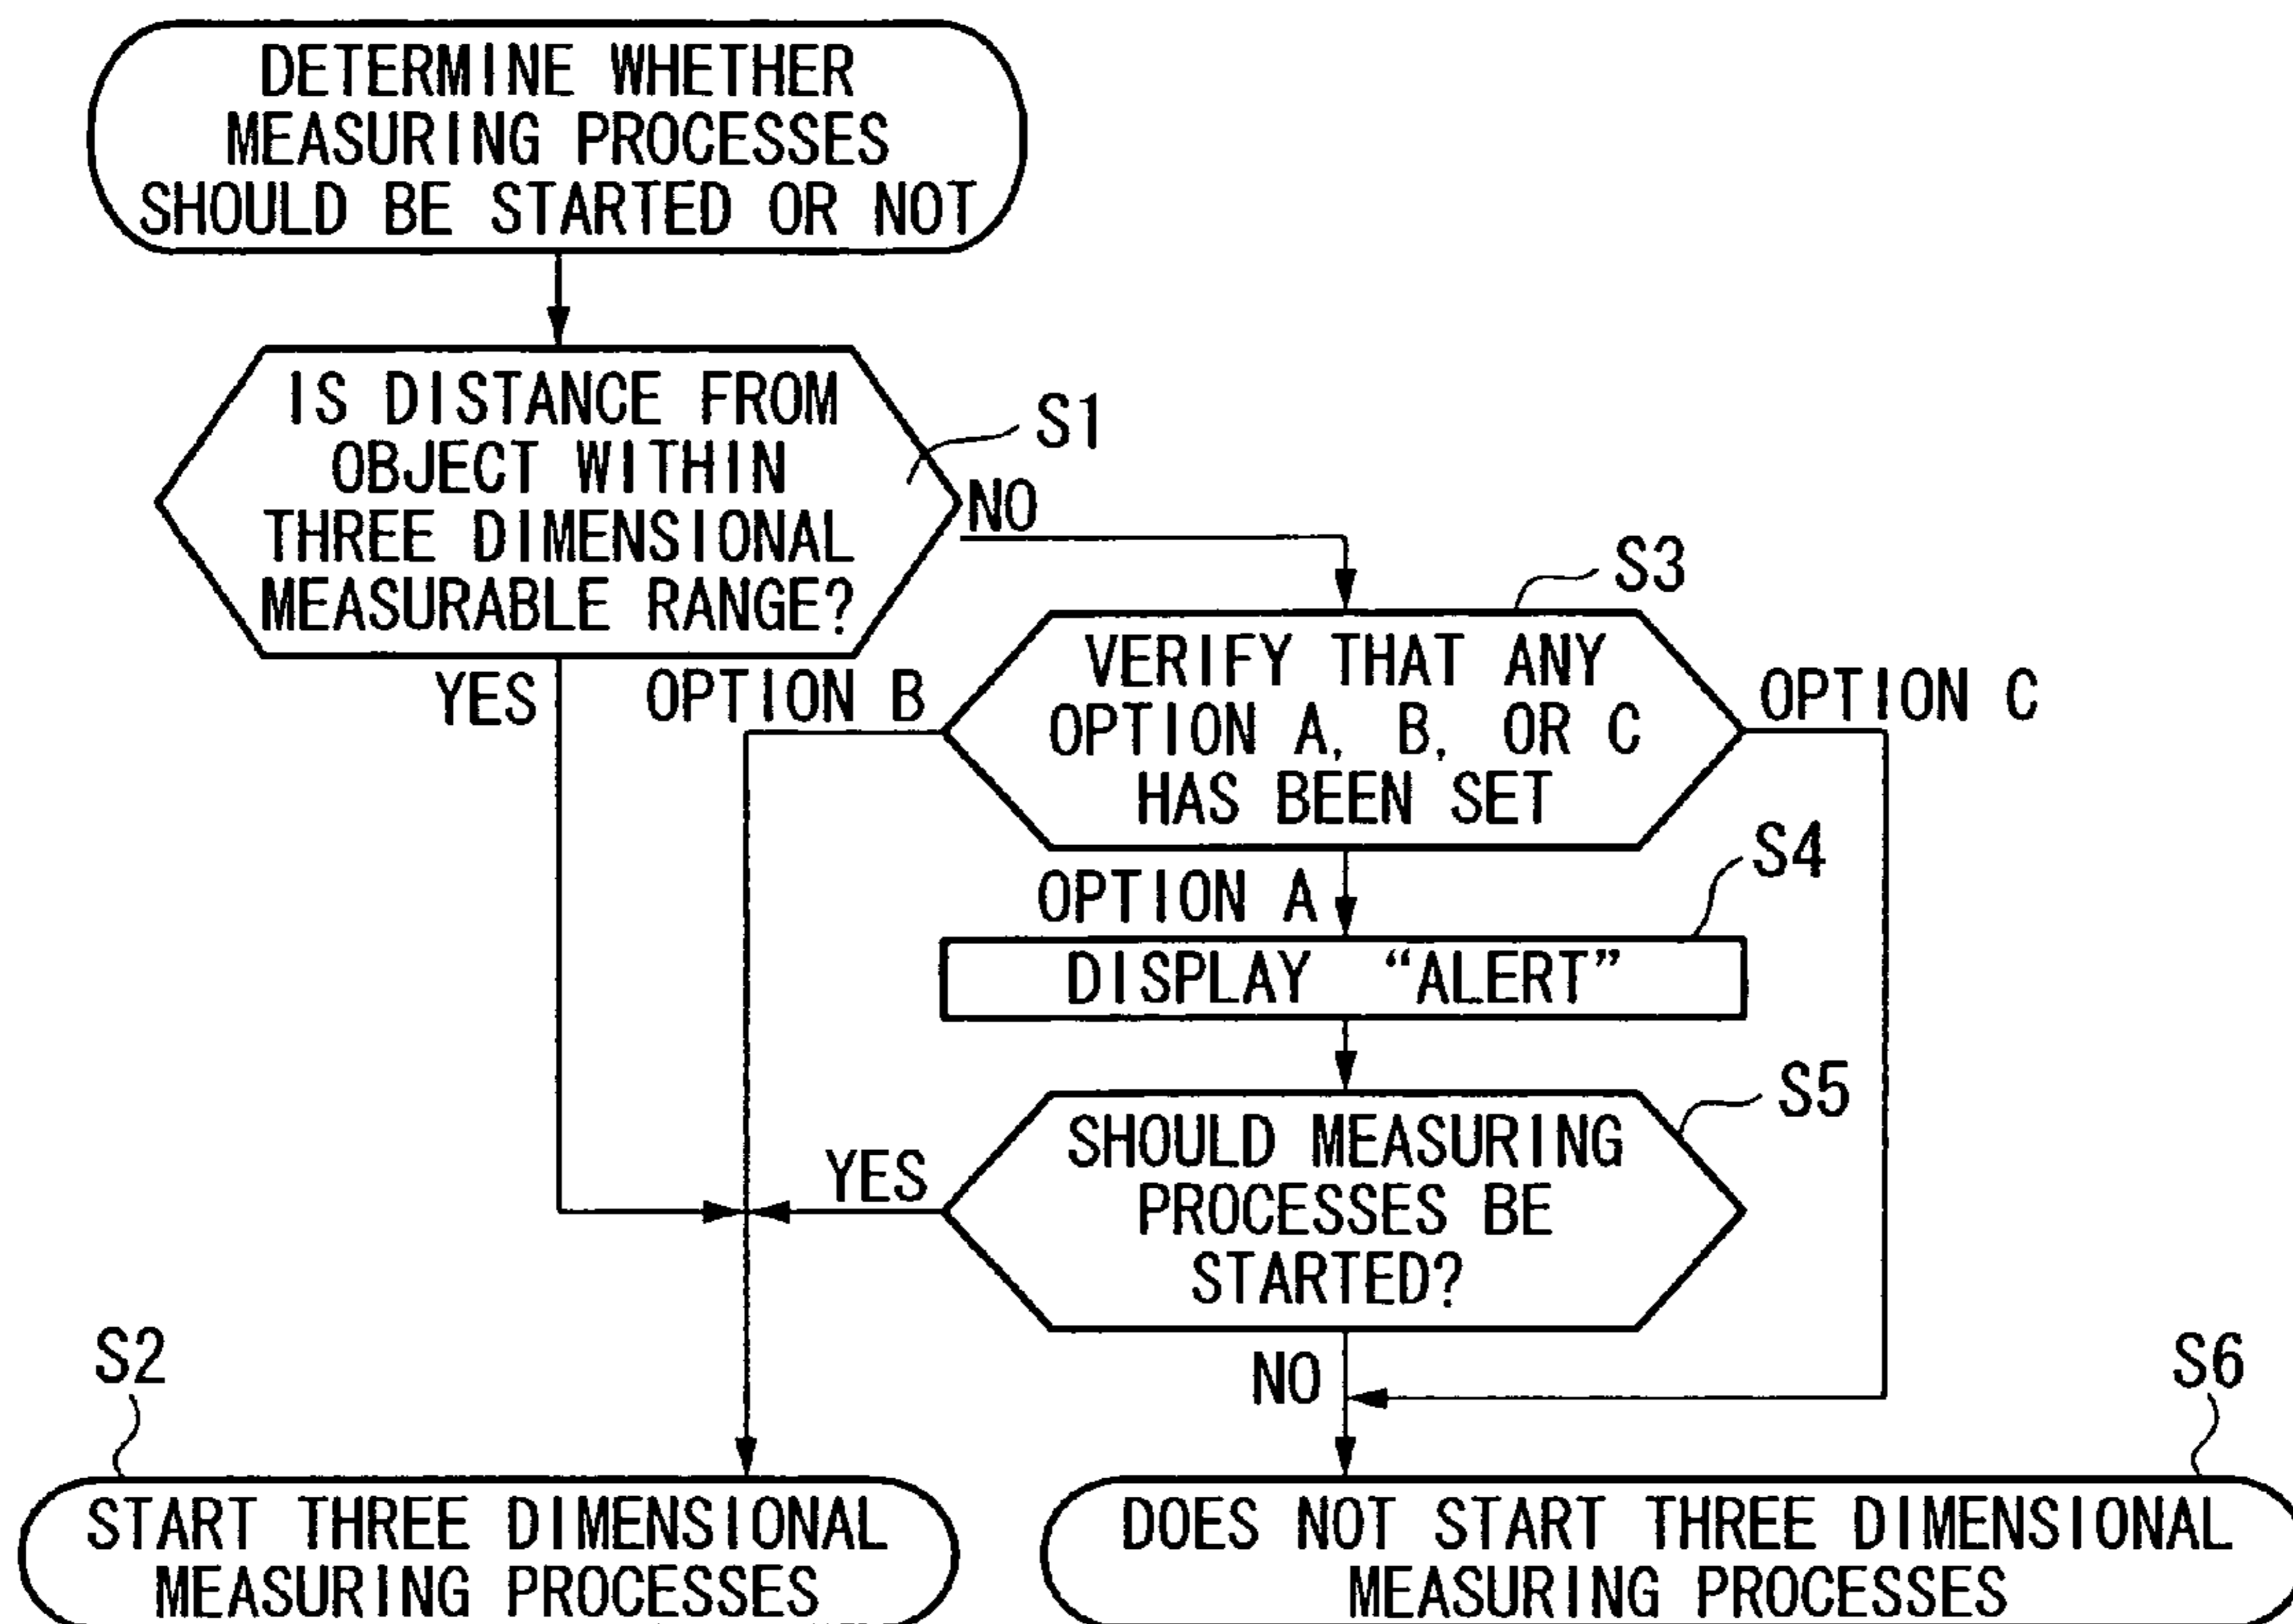 DETERMINE WHETHER
MEASURING PROCESSES
SHOULD BE STARTED OR NOT
IS DISTANCE FROM
OBJECT WITHIN
THREE DIMENSIONAL
MEASURABLE RANGE?
S1
NO
YES
S3
VERIFY THAT ANY
OPTION A, B, OR C
HAS BEEN SET
OPTION B
OPTION C
OPTION A
S4
DISPLAY “ALERT”
S5
SHOULD MEASURING
PROCESSES BE
STARTED?
YES
NO
S2
START THREE DIMENSIONAL
MEASURING PROCESSES
S6
DOES NOT START THREE DIMENSIONAL
MEASURING PROCESSES